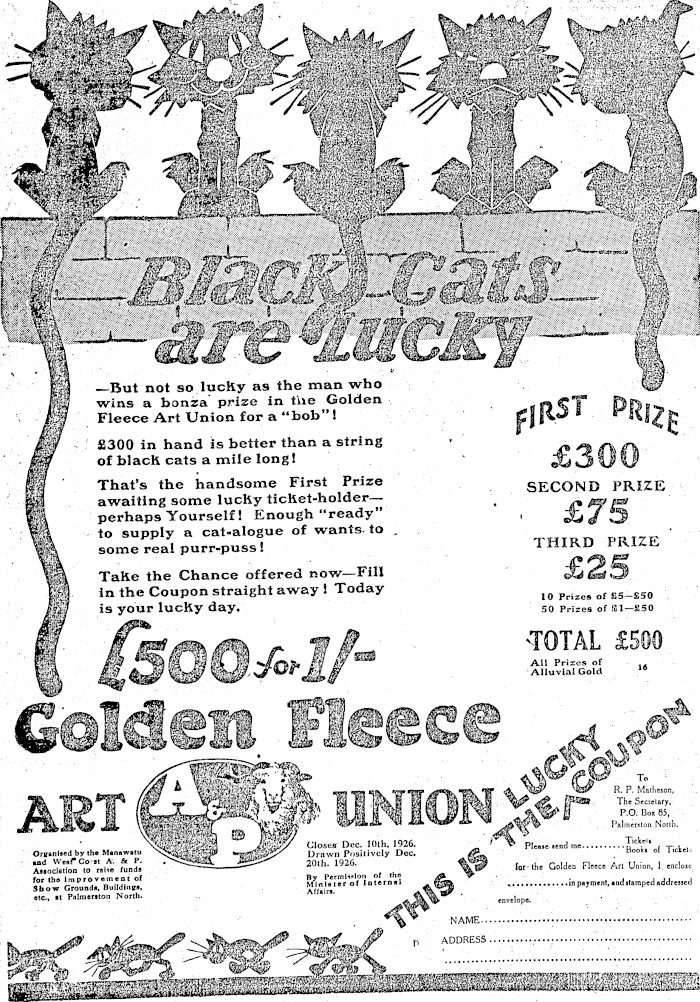 Black Cats
are lucky
—But not so lucky as the man who
wins a bonza prize in the Golden
Fleece Art Union for a "bob"!
£300 in hand is better than a string
of black cats a mile long!
That's the handsome First Prize
awaiting some lucky ticket-holder—
perhaps Yourself! Enough "ready"
to supply a cat-alogue of wants to
some real purr-puss!
Take the Chance offered now—Fill
in the Coupon straight away! Today
is your lucky day.
FIRST PRIZE
£300
SECOND PRIZE
£75
THIRD PRIZE
£25
10 Prizes of £5—£50
50 Prizes of £1—£50
TOTAL £500
All Prizes of
Alluvial Gold
16
£500 for 1/-
Golden Fleece
ART A & P UNION
Organised by the Manawatu
and West Coast A. & P.
Association to raise funds
for the improvement of
Show Grounds, Buildings,
etc., at Palmerston North.
Closes Dec. 10th, 1926.
Drawn Positively Dec.
20th. 1926.
By Permission of the
Minister of Internal
Affairs.
THIS IS THE LUCKY COUPON
To
R. P. Matheson,
The Secretary,
P.O. Box 85,
Palmerston North.
Please send me.......... Tickets
Books of Tickets
for the Golden Fleece Art Union, I enclose
..................in payment, and stamped addressed
envelope.
NAME..........................................
D ADDRESS ..........................................
..........................................